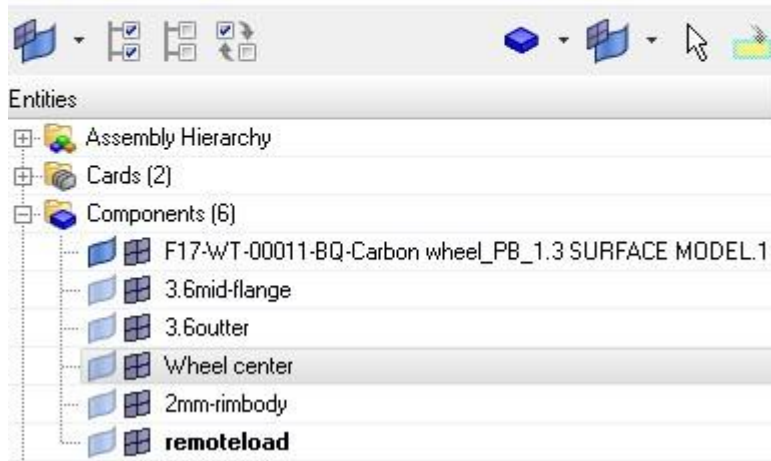 Entities
Assembly Hierarchy
Cards (2)
Components (6)
F17-WT-00011-BQ-Carbon wheel_PB_1.3 SURFACE MODEL.1
3.6mid-flange
3.6outter
Wheel center
2mm-rimbody
remoteload